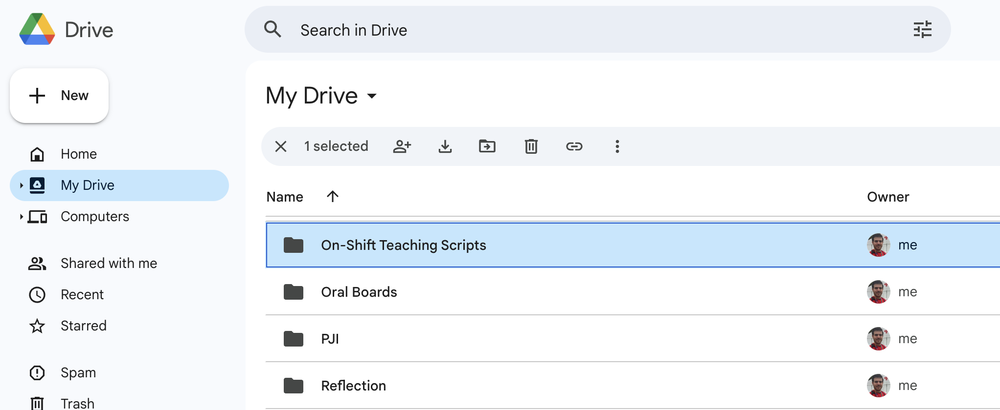 Drive
Search in Drive
New
Home
My Drive
Computers
Shared with me
Recent
Starred
Spam
Trash
My Drive
1 selected
Name
Owner
On-Shift Teaching Scripts
me
Oral Boards
me
PJI
me
Reflection
me